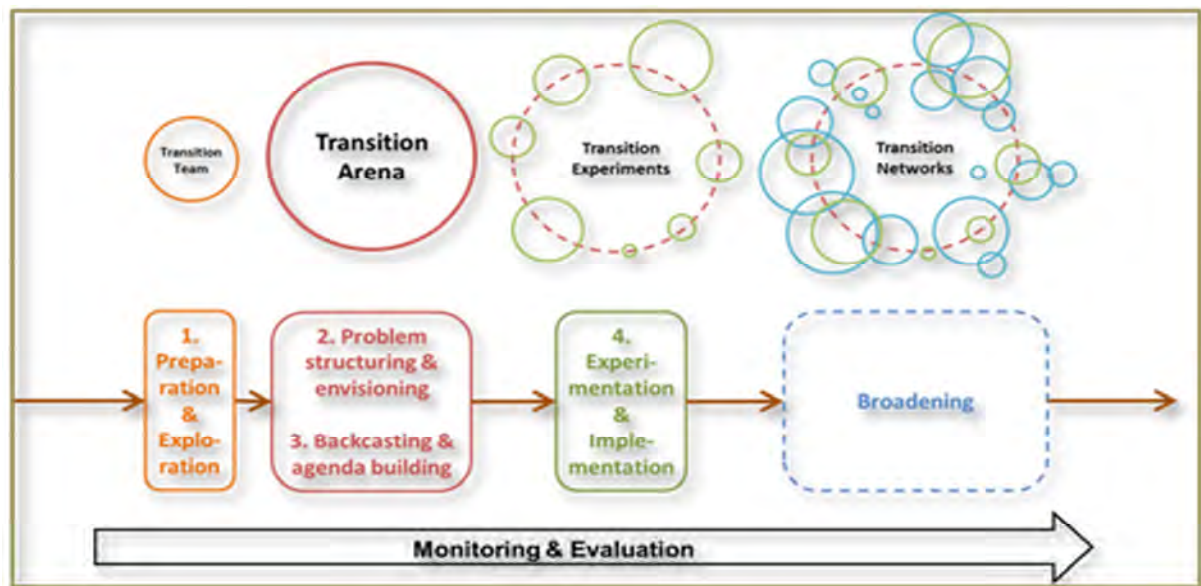 Transition
Team
Transition
Arena
Transition
Experiments
Transition
Networks
1.
Prepa-
ration
&
Explo-
ration
2. Problem
structuring &
envisioning
3. Backcasting &
agenda building
4.
Experi-
mentation
&
Imple-
mentation
Broadening
Monitoring & Evaluation